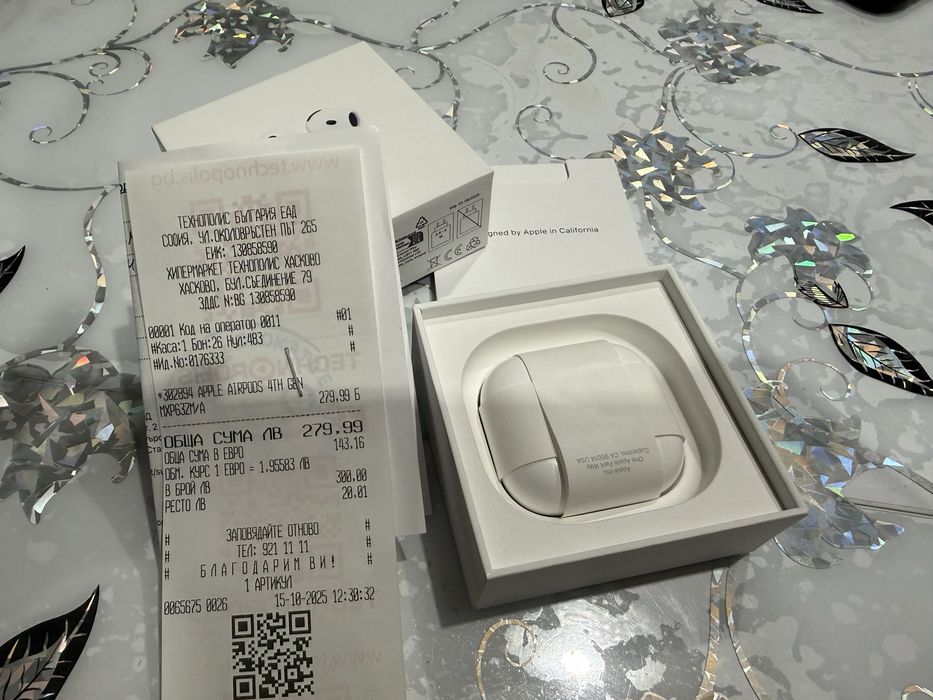 www.technopolis.bg
ТЕХНОПОЛИС БЪЛГАРИЯ ЕАД
СОФИЯ, УЛ.ОКОЛОВРЪСТЕН ПЪТ 265
ЕИК: 130858590
ХИПЕРМАРКЕТ ТЕХНОПОЛИС ХАСКОВО
ХАСКОВО, БУЛ.СЪЕДИНЕНИЕ 79
ЗДДС N:BG 130858590
00001 Код на оператор 0011 #01
#Каса:1 Бон:26 Нул:483 #
#Ид.No:0176333 #
*302894 APPLE AIRPODS 4TH GEN
MXP63ZM/A 279.99 Б
ОБЩА СУМА ЛВ 279.99
ОБЩА СУМА В ЕВРО 143.16
ОБМ. КУРС 1 ЕВРО = 1,95583 ЛВ
В БРОЙ ЛВ 300.00
РЕСТО ЛВ 20.01
# ЗАПОВЯДАЙТЕ ОТНОВО #
# ТЕЛ: 921 11 11 #
# БЛАГОДАРИМ ВИ! #
# 1 АРТИКУЛ #
0065675 0026 15-10-2025 12:30:32
gned by Apple in California
Apple Inc.
One Apple Park Way
Cupertino, CA 95014 USA